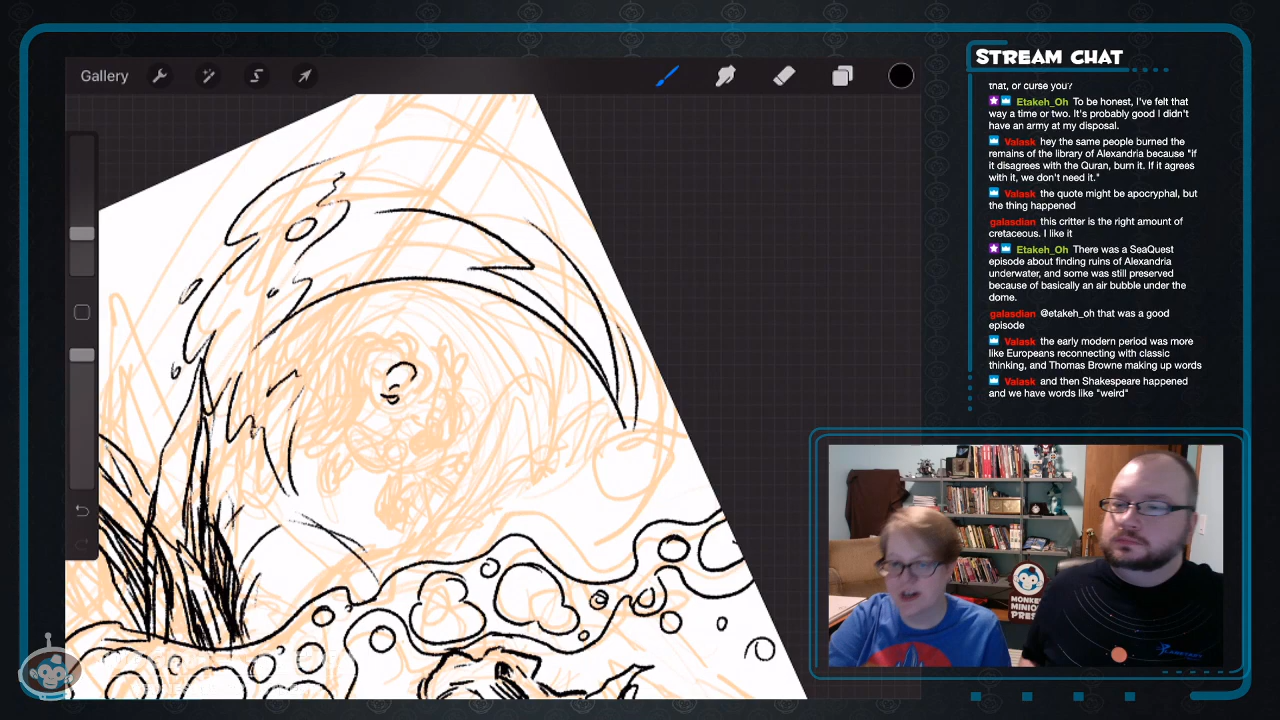 Gallery
STREAM CHAT
that, or curse you?
Etakeh_Oh To be honest, I've felt that
way a time or two. It's probably good I didn't
have an army at my disposal.
Valask hey the same people burned the
remains of the library of Alexandria because "if
it disagrees with the Quran, burn it. If it agrees
with it, we don't need it."
Valask the quote might be apocryphal, but
the thing happened
galasdian this critter is the right amount of
cretaceous. I like it
Etakeh_Oh There was a SeaQuest
episode about finding ruins of Alexandria
underwater, and some was still preserved
because of basically an air bubble under the
dome.
galasdian @etakeh_oh that was a good
episode
Valask the early modern period was more
like Europeans reconnecting with classic
thinking, and Thomas Browne making up words
Valask and then Shakespeare happened
and we have words like "weird"
PRESS